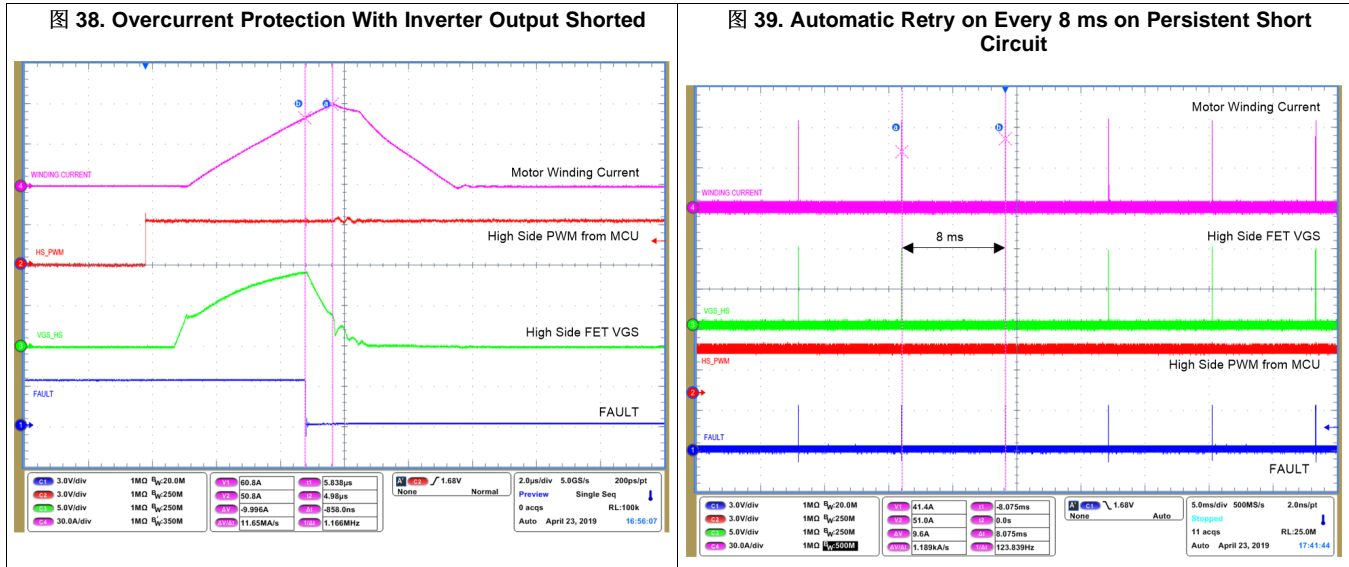 图 38. Overcurrent Protection With Inverter Output Shorted
b
a
Motor Winding Current
WINDING CURRENT
4
High Side PWM from MCU
HS_PWM
2
High Side FET VGS
VGS_HS
3
FAULT
FAULT
1
C1 3.0V/div 1MΩ BW:20.0M
C2 3.0V/div 1MΩ BW:250M
C3 5.0V/div 1MΩ BW:250M
C4 30.0A/div 1MΩ BW:350M
V1 60.8A t1 5.838µs
V2 50.8A t2 4.98µs
ΔV -9.996A Δt -858.0ns
ΔV/Δt 11.65MA/s 1/Δt 1.166MHz
A' C2 1.68V
None Normal
2.0µs/div 5.0GS/s 200ps/pt
Preview Single Seq
0 acqs RL:100k
Auto April 23, 2019 16:56:07
图 39. Automatic Retry on Every 8 ms on Persistent Short
Circuit
Motor Winding Current
a
b
WINDING CURRENT
4
8 ms
High Side FET VGS
VGS_HS
3
HS_PWM
High Side PWM from MCU
2
FAULT
1
FAULT
C1 3.0V/div 1MΩ BW:20.0M
C2 3.0V/div 1MΩ BW:250M
C3 5.0V/div 1MΩ BW:250M
C4 30.0A/div 1MΩ BW:500M
V1 41.4A t1 -8.075ms
V2 51.0A t2 0.0s
ΔV 9.6A Δt 8.075ms
ΔV/Δt 1.189kA/s 1/Δt 123.839Hz
A' C1 1.68V
None Auto
5.0ms/div 500MS/s 2.0ns/pt
Stopped
11 acqs RL:25.0M
Auto April 23, 2019 17:41:44